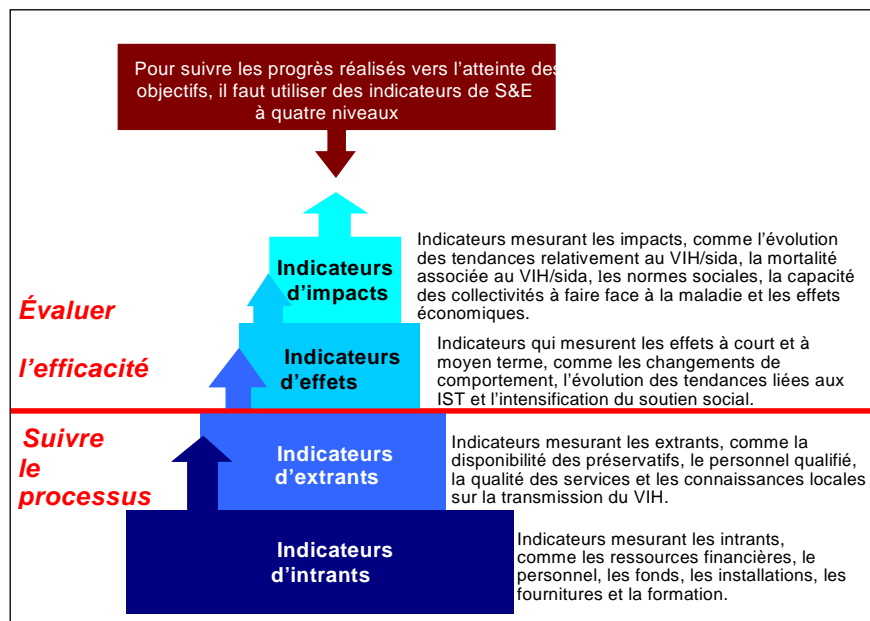 Pour suivre les progrès réalisés vers l'atteinte des
objectifs, il faut utiliser des indicateurs de S&E
à quatre niveaux
Indicateurs
d'impacts
Indicateurs mesurant les impacts, comme l'évolution
des tendances relativement au VIH/sida, la mortalité
associée au VIH/sida, les normes sociales, la capacité
des collectivités à faire face à la maladie et les effets
économiques.
Évaluer
l'efficacité
Indicateurs
d'effets
Indicateurs qui mesurent les effets à court et à
moyen terme, comme les changements de
comportement, l'évolution des tendances liées aux
IST et l'intensification du soutien social.
Suivre
le
processus
Indicateurs
d'extrants
Indicateurs mesurant les extrants, comme la
disponibilité des préservatifs, le personnel qualifié,
la qualité des services et les connaissances locales
sur la transmission du VIH.
Indicateurs
d'intrants
Indicateurs mesurant les intrants,
comme les ressources financières, le
personnel, les fonds, les installations, les
fournitures et la formation.